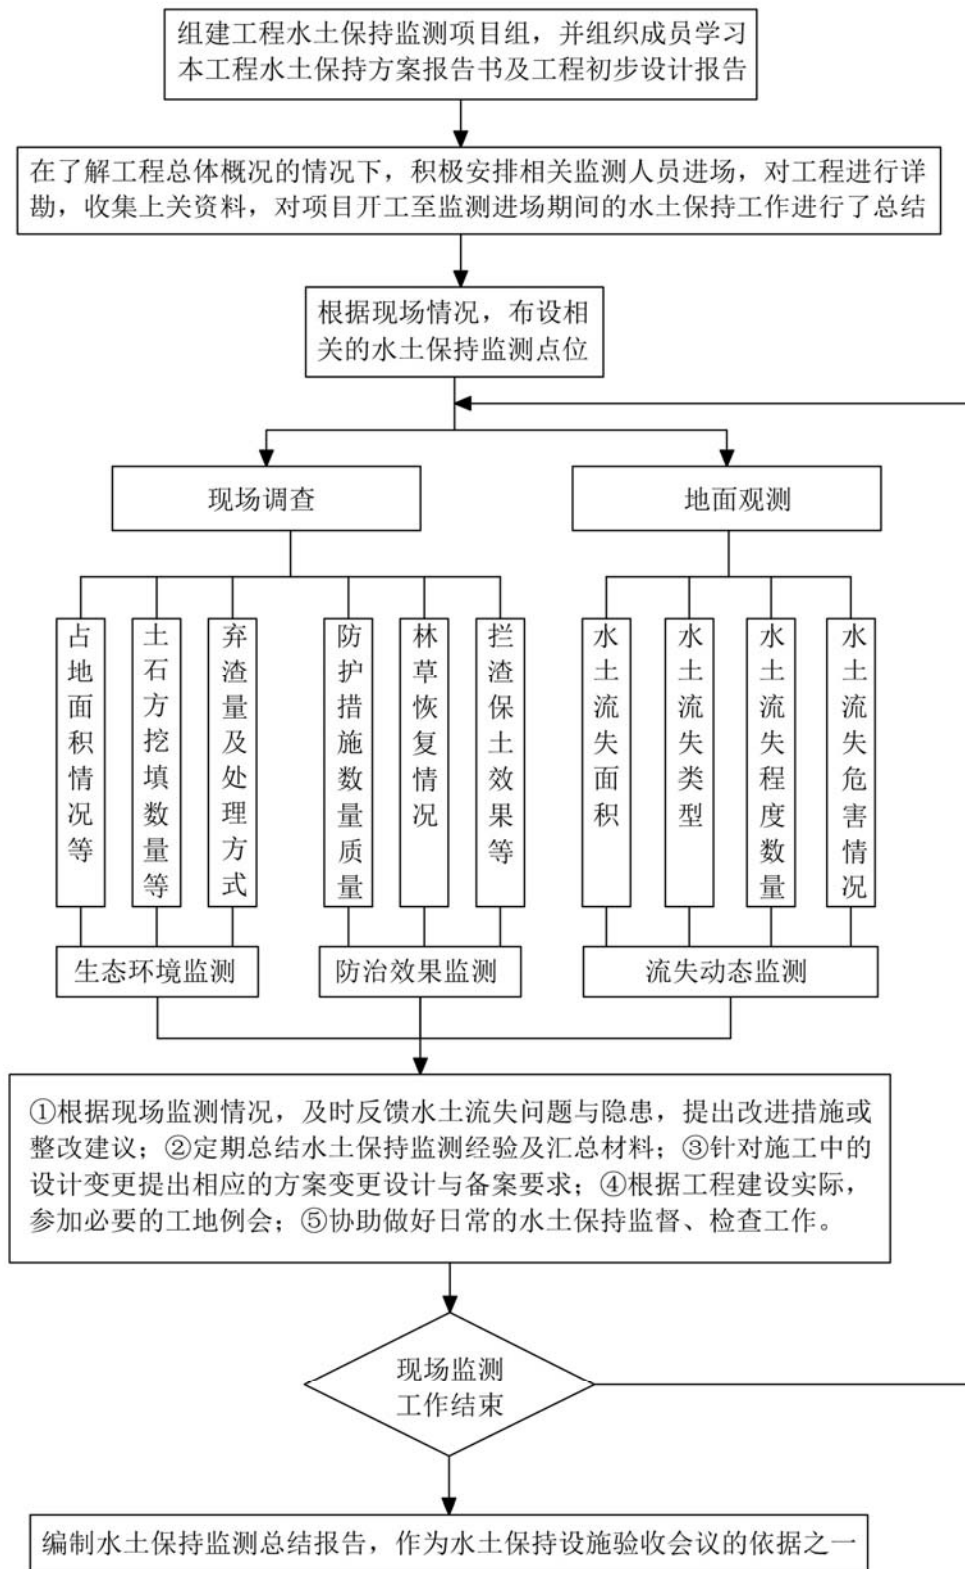 组建工程水土保持监测项目组，并组织成员学习
本工程水土保持方案报告书及工程初步设计报告
在了解工程总体概况的情况下，积极安排相关监测人员进场，对工程进行详
勘，收集上关资料，对项目开工至监测进场期间的水土保持工作进行了总结
根据现场情况，布设相
关的水土保持监测点位
现场调查
地面观测
占地面积情况等
土石方挖填数量等
弃渣量及处理方式
防护措施数量质量
林草恢复情况
拦渣保土效果等
水土流失面积
水土流失类型
水土流失程度数量
水土流失危害情况
生态环境监测
防治效果监测
流失动态监测
①根据现场监测情况，及时反馈水土流失问题与隐患，提出改进措施或
整改建议；②定期总结水土保持监测经验及汇总材料；③针对施工中的
设计变更提出相应的方案变更设计与备案要求；④根据工程建设实际，
参加必要的工地例会；⑤协助做好日常的水土保持监督、检查工作。
现场监测
工作结束
编制水土保持监测总结报告，作为水土保持设施验收会议的依据之一